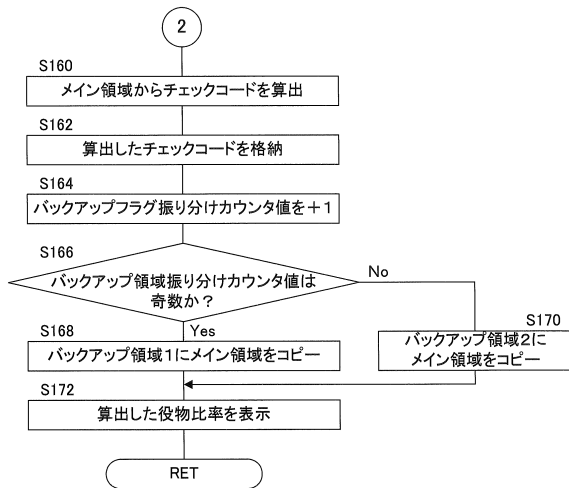 2
S160
メイン領域からチェックコードを算出
S162
算出したチェックコードを格納
S164
バックアップフラグ振り分けカウンタ値を＋１
S166
バックアップ領域振り分けカウンタ値は
奇数か？
No
Yes
S168
バックアップ領域１にメイン領域をコピー
S170
バックアップ領域２に
メイン領域をコピー
S172
算出した役物比率を表示
RET